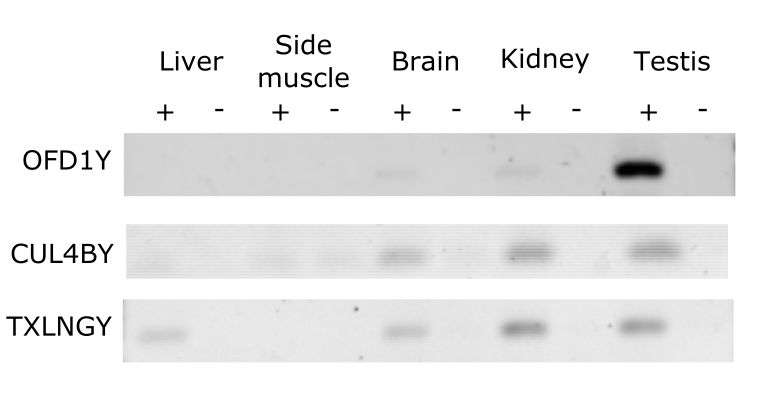 Liver Side muscle Brain Kidney Testis
+ - + - + - + - + -
OFD1Y
CUL4BY
TXLNGY